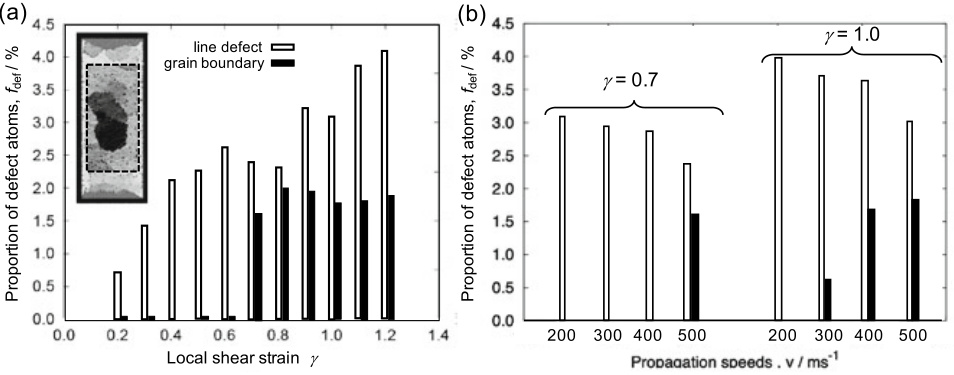 (a)
Proportion of defect atoms, f def / %
4.5
4.0
3.5
3.0
2.5
2.0
1.5
1.0
0.5
0.0
line defect
grain boundary
0.0 0.2 0.4 0.6 0.8 1.0 1.2 1.4
Local shear strain γ
(b)
Proportion of defect atoms, f def / %
4.5
4.0
3.5
3.0
2.5
2.0
1.5
1.0
0.5
0.0
γ = 0.7
γ = 1.0
200 300 400 500 200 300 400 500
Propagation speeds , v / ms-1